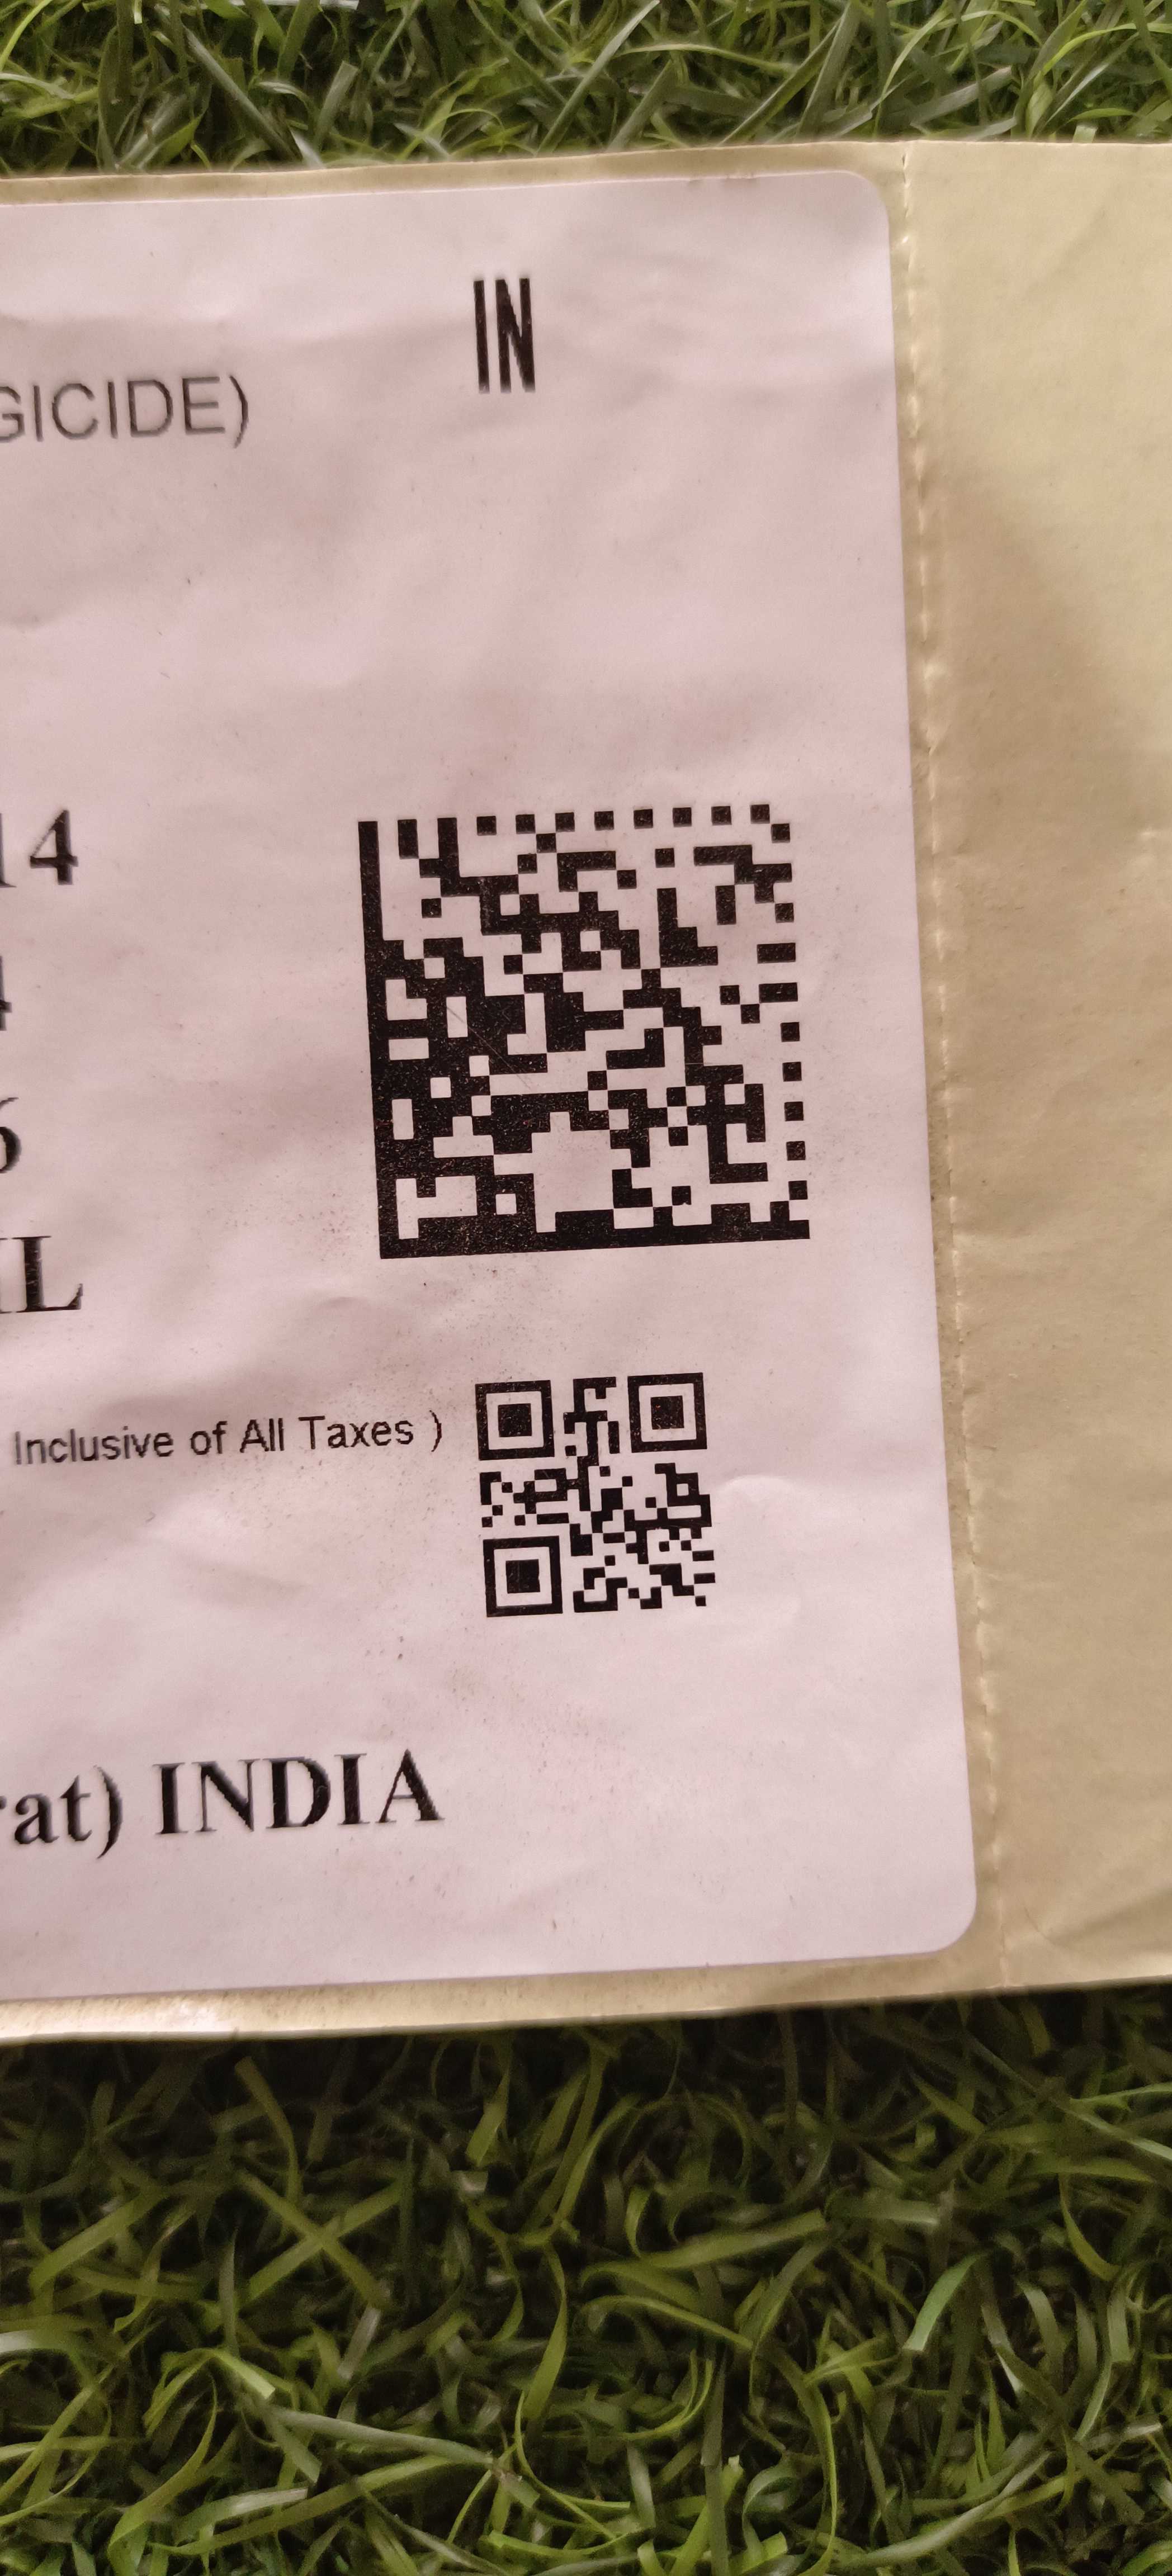 IN
GICIDE)
14
4
6
IL
Inclusive of All Taxes )
rat) INDIA